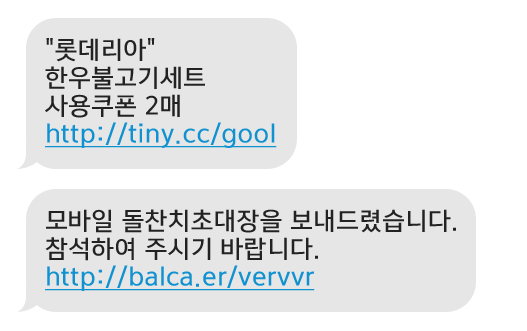 "롯데리아"
한우불고기세트
사용쿠폰 2매
http://tiny.cc/gool
모바일 돌찬치초대장을 보내드렸습니다.
참석하여 주시기 바랍니다.
http://balca.er/vervvr